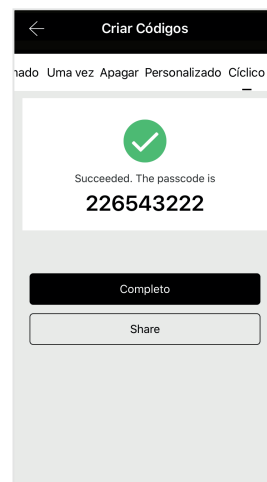 Criar Códigos
nado Uma vez Apagar Personalizado Cíclico
Succeeded. The passcode is
226543222
Completo
Share